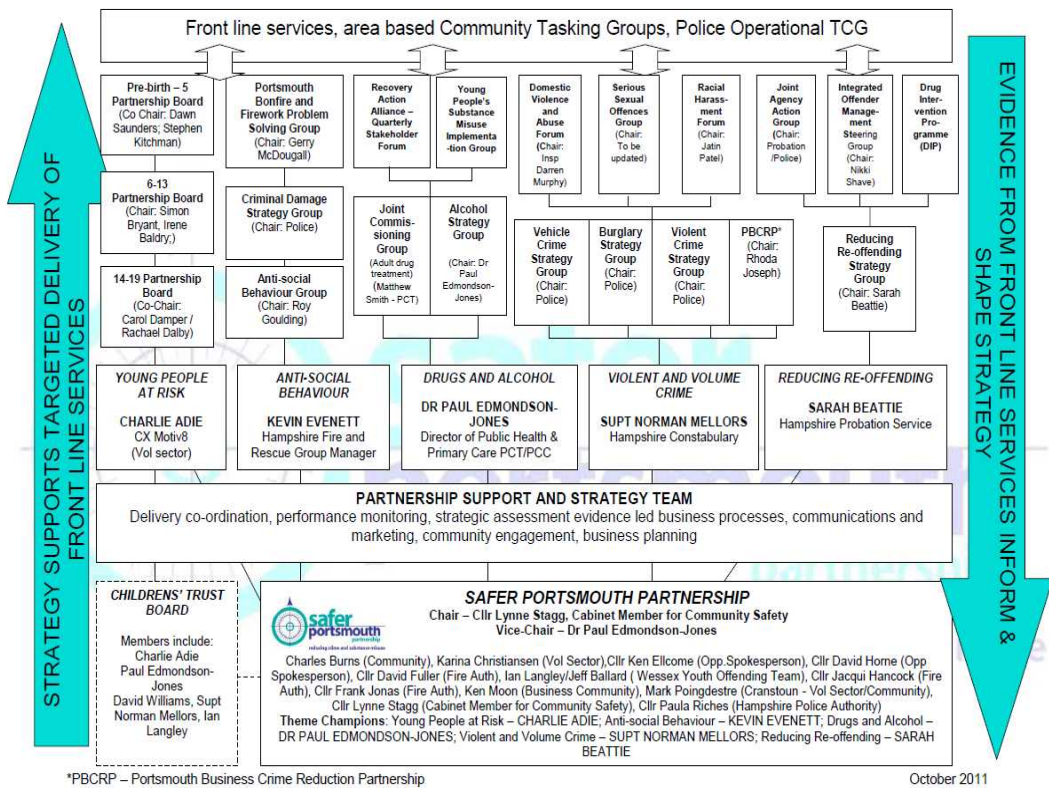 Front line services, area based Community Tasking Groups, Police Operational TCG
STRATEGY SUPPORTS TARGETED DELIVERY OF
FRONT LINE SERVICES
Pre-birth – 5
Partnership Board
(Co Chair: Dawn
Saunders; Stephen
Kitchman)
6-13
Partnership Board
(Chair: Simon
Bryant, Irene
Baldry;)
14-19 Partnership
Board
(Co-Chair:
Carol Damper /
Rachael Dalby)
Portsmouth
Bonfire and
Firework Problem
Solving Group
(Chair: Gerry
McDougall)
Criminal Damage
Strategy Group
(Chair: Police)
Anti-social
Behaviour Group
(Chair: Roy
Goulding)
Recovery
Action
Alliance –
Quarterly
Stakeholder
Forum
Young
People's
Substance
Misuse
Implementa
-tion Group
Joint
Commis-
sioning
Group
(Adult drug
treatment)
(Matthew
Smith - PCT)
Alcohol
Strategy
Group
(Chair: Dr
Paul
Edmondson-
Jones)
Domestic
Violence
and
Abuse
Forum
(Chair:
Insp
Darren
Murphy)
Serious
Sexual
Offences
Group
(Chair:
To be
updated)
Racial
Harass-
ment
Forum
(Chair:
Jatin
Patel)
Vehicle
Crime
Strategy
Group
(Chair:
Police)
Burglary
Strategy
Group
(Chair:
Police)
Violent
Crime
Strategy
Group
(Chair:
Police)
PBCRP*
(Chair:
Rhoda
Joseph)
Joint
Agency
Action
Group
(Chair:
Probation
/Police)
Integrated
Offender
Manage-
ment
Steering
Group
(Chair:
Nikki
Shave)
Drug
Inter-
vention
Pro-
gramme
(DIP)
Reducing
Re-offending
Strategy
Group
(Chair: Sarah
Beattie)
EVIDENCE FROM FRONT LINE SERVICES INFORM &
SHAPE STRATEGY
YOUNG PEOPLE
AT RISK
CHARLIE ADIE
CX Motiv8
(Vol sector)
ANTI-SOCIAL
BEHAVIOUR
KEVIN EVENETT
Hampshire Fire and
Rescue Group Manager
DRUGS AND ALCOHOL
DR PAUL EDMONDSON-
JONES
Director of Public Health &
Primary Care PCT/PCC
VIOLENT AND VOLUME
CRIME
SUPT NORMAN MELLORS
Hampshire Constabulary
REDUCING RE-OFFENDING
SARAH BEATTIE
Hampshire Probation Service
PARTNERSHIP SUPPORT AND STRATEGY TEAM
Delivery co-ordination, performance monitoring, strategic assessment evidence led business processes, communications and
marketing, community engagement, business planning
CHILDRENS' TRUST
BOARD
Members include:
Charlie Adie
Paul Edmondson-
Jones
David Williams, Supt
Norman Mellors, Ian
Langley
safer
portsmouth
partnership
reducing crime and substance misuse
SAFER PORTSMOUTH PARTNERSHIP
Chair – Cllr Lynne Stagg, Cabinet Member for Community Safety
Vice-Chair – Dr Paul Edmondson-Jones
Charles Burns (Community), Karina Christiansen (Vol Sector),Cllr Ken Ellcome (Opp.Spokesperson), Cllr David Horne (Opp
Spokesperson), Cllr David Fuller (Fire Auth), Ian Langley/Jeff Ballard ( Wessex Youth Offending Team), Cllr Jacqui Hancock (Fire
Auth), Cllr Frank Jonas (Fire Auth), Ken Moon (Business Community), Mark Poingdestre (Cranstoun - Vol Sector/Community),
Cllr Lynne Stagg (Cabinet Member for Community Safety), Cllr Paula Riches (Hampshire Police Authority)
Theme Champions: Young People at Risk – CHARLIE ADIE; Anti-social Behaviour – KEVIN EVENETT; Drugs and Alcohol –
DR PAUL EDMONDSON-JONES; Violent and Volume Crime – SUPT NORMAN MELLORS; Reducing Re-offending – SARAH
BEATTIE
*PBCRP – Portsmouth Business Crime Reduction Partnership
October 2011